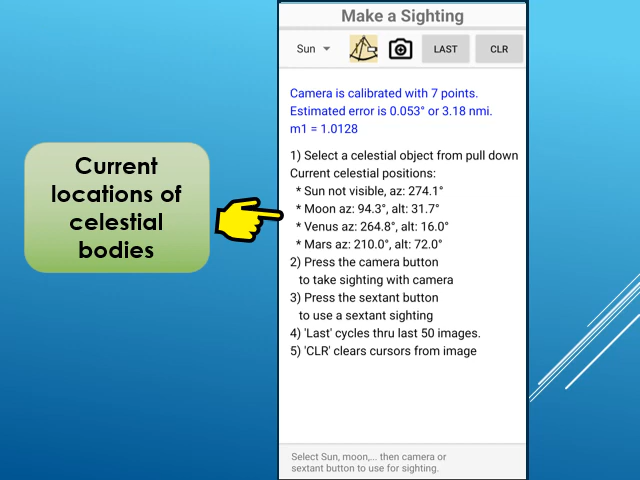 Make a Sighting
Sun
LAST
CLR
Camera is calibrated with 7 points.
Estimated error is 0.053° or 3.18 nmi.
m1 = 1.0128
1) Select a celestial object from pull down
Current celestial positions:
* Sun not visible, az: 274.1°
* Moon az: 94.3°, alt: 31.7°
* Venus az: 264.8°, alt: 16.0°
* Mars az: 210.0°, alt: 72.0°
2) Press the camera button
to take sighting with camera
3) Press the sextant button
to use a sextant sighting
4) 'Last' cycles thru last 50 images.
5) 'CLR' clears cursors from image
Select Sun, moon,... then camera or
sextant button to use for sighting.
Current
locations of
celestial
bodies